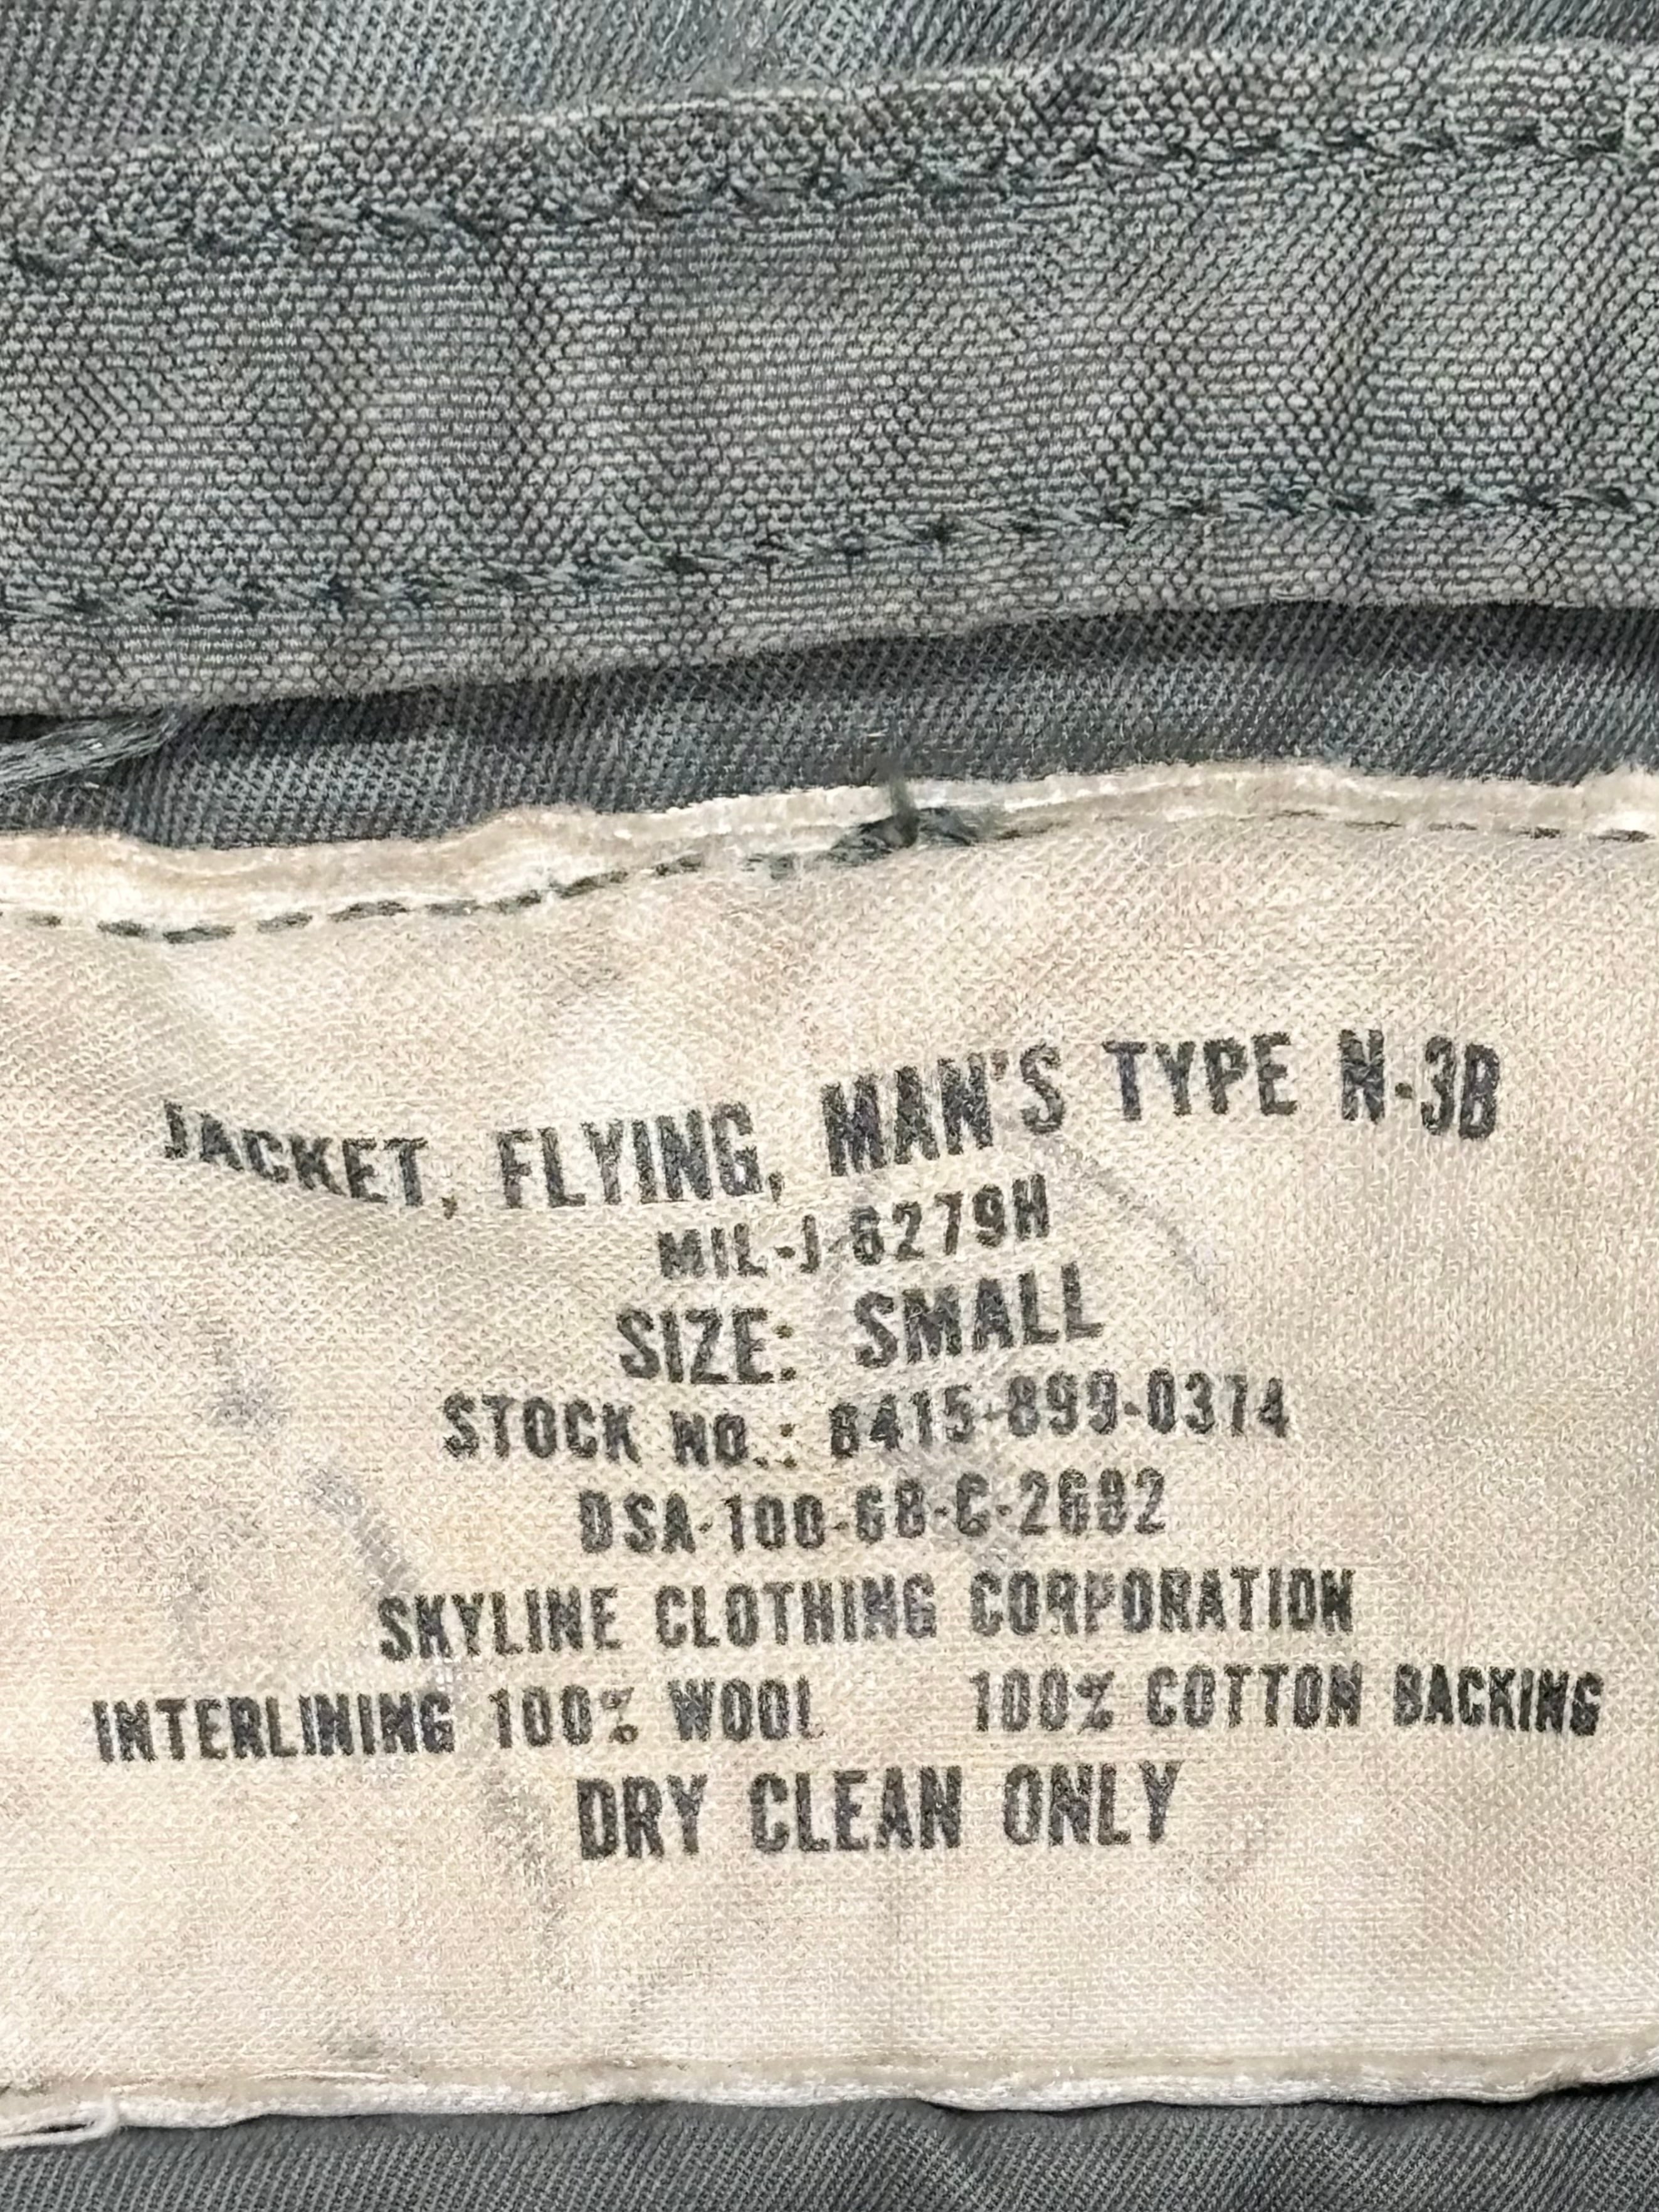 JACKET, FLYING, MAN'S TYPE N-3B
MIL-J-6279H
SIZE: SMALL
STOCK NO.: 8415-899-0374
DSA-100-68-C-2682
SKYLINE CLOTHING CORPORATION
INTERLINING 100% WOOL 100% COTTON BACKING
DRY CLEAN ONLY